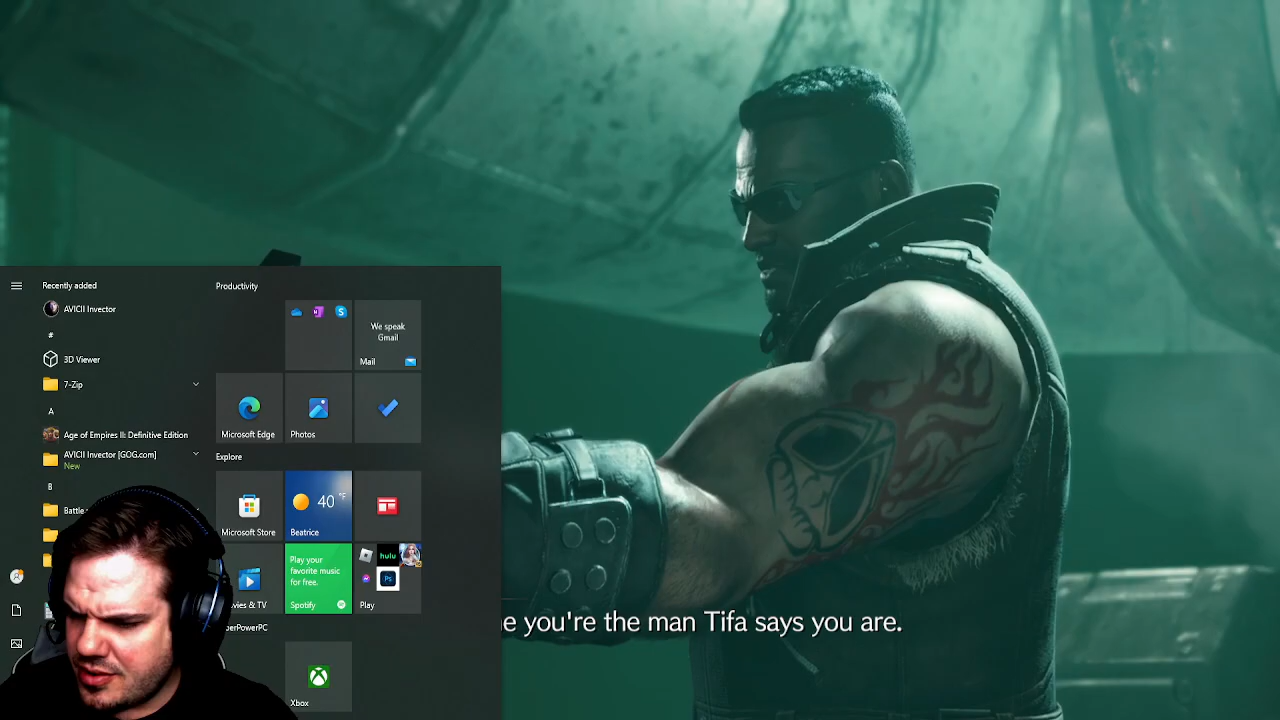 Recently added
AVICII Invector
#
3D Viewer
7-Zip
A
Age of Empires II: Definitive Edition
AVICII Invector [GOG.com]
New
B
Battle.
Productivity
We speak
Gmail
Mail
Microsoft Edge
Photos
Explore
Microsoft Store
40 °F
Beatrice
Movies & TV
Play your
favorite music
for free.
Spotify
hulu
Ps
Play
berPowerPC
Xbox
e you're the man Tifa says you are.